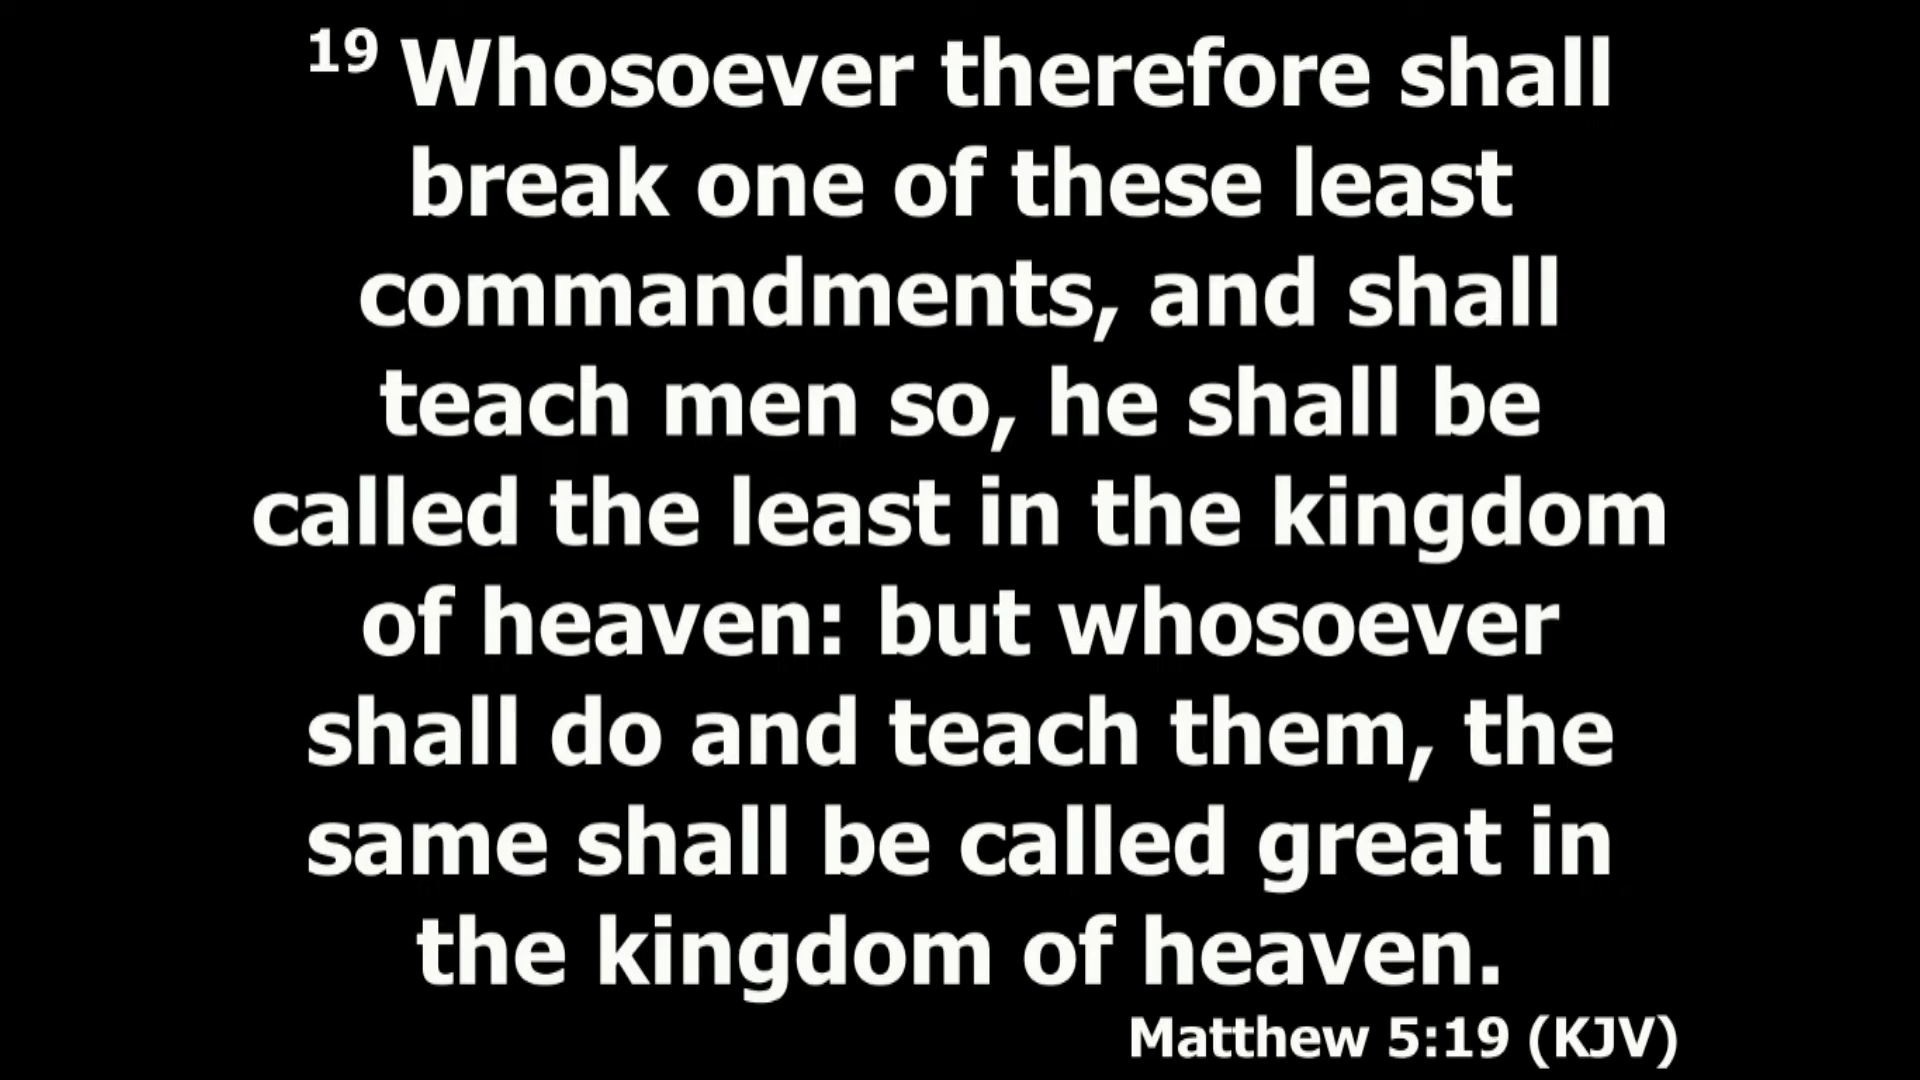 19 Whosoever therefore shall
break one of these least
commandments, and shall
teach men so, he shall be
called the least in the kingdom
of heaven: but whosoever
shall do and teach them, the
same shall be called great in
the kingdom of heaven.
Matthew 5:19 (KJV)